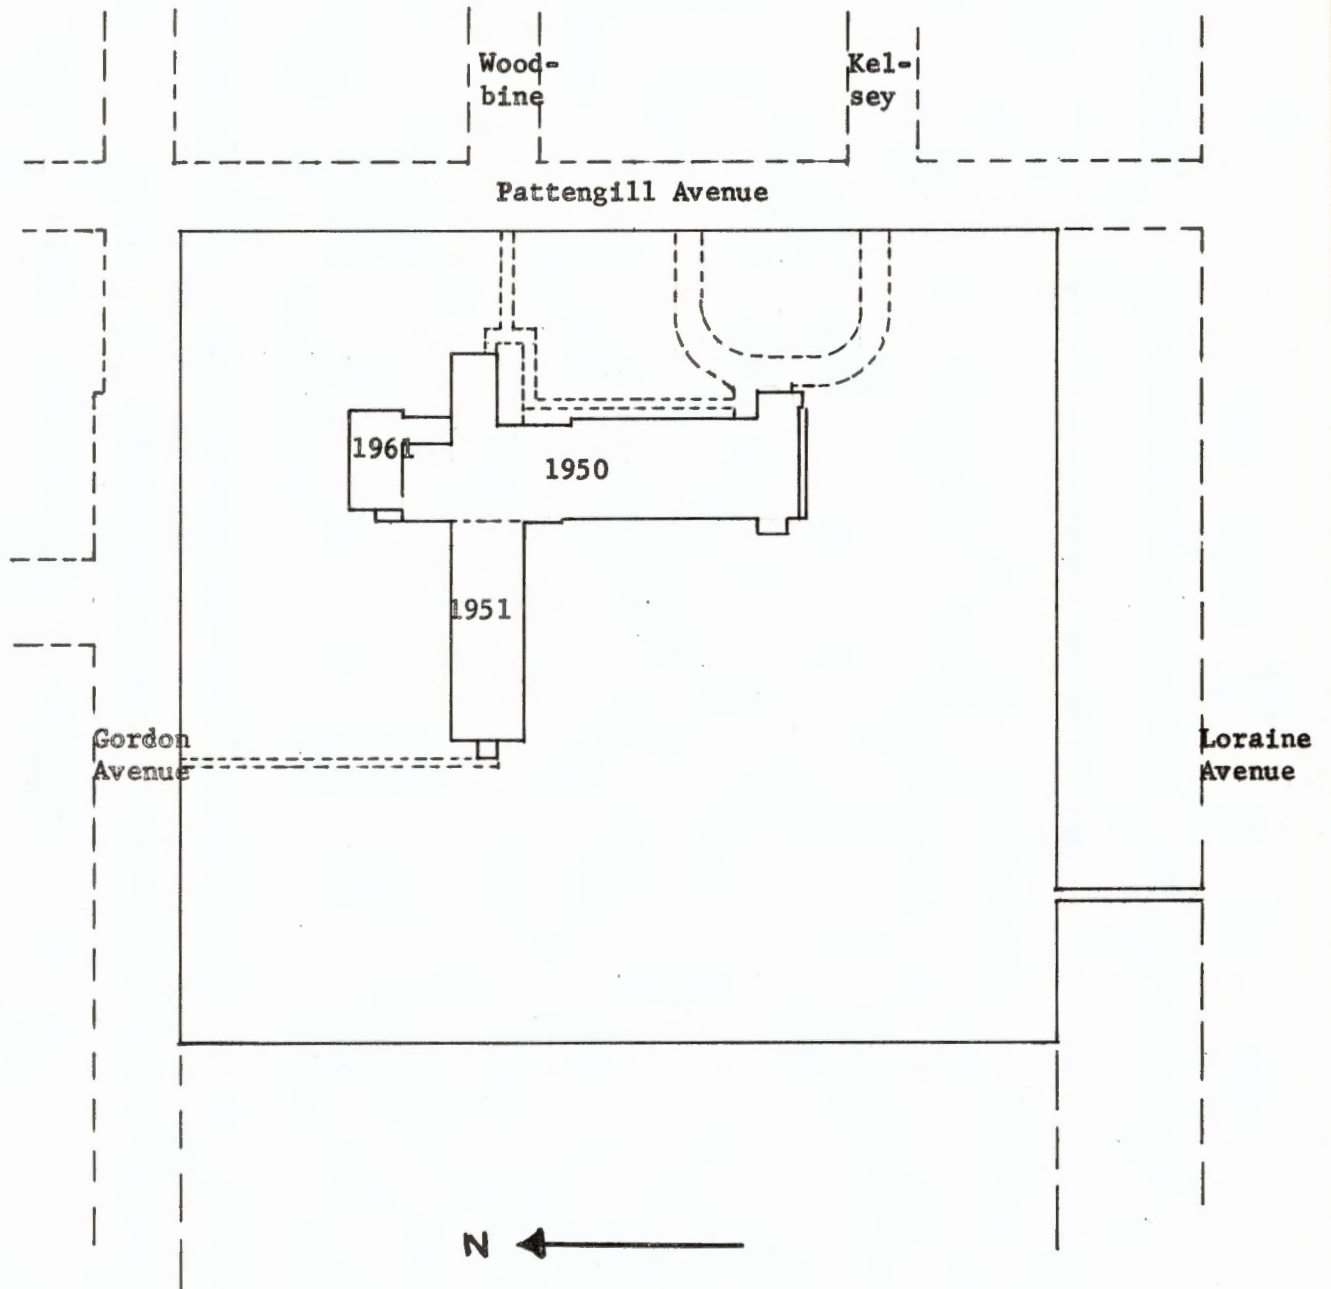 Wood-
bine
Kel-
sey
Pattengill Avenue
1961
1950
1951
Gordon
Avenue
Loraine
Avenue
N